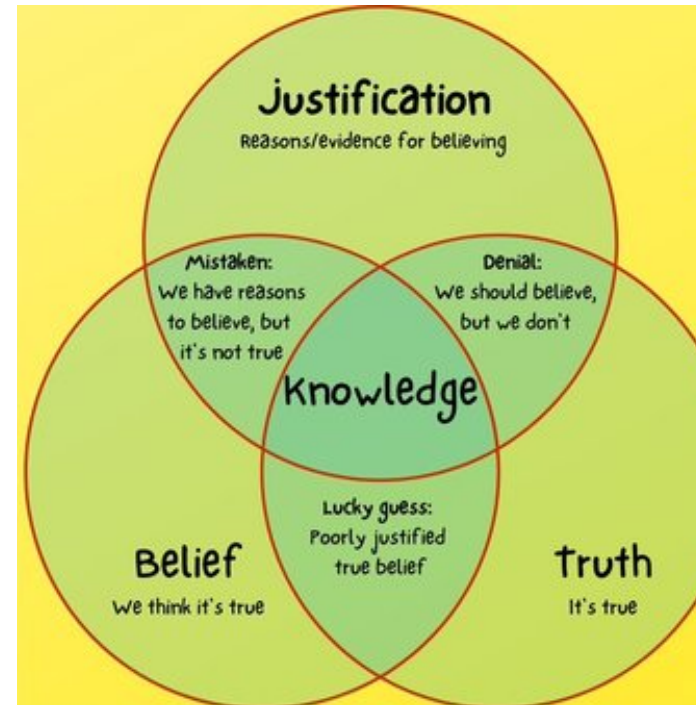 Justification
Reasons/evidence for believing
Mistaken:
We have reasons
to believe, but
it's not true
Denial:
We should believe,
but we don't
Knowledge
Lucky guess:
Poorly justified
true belief
Belief
We think it's true
Truth
It's true